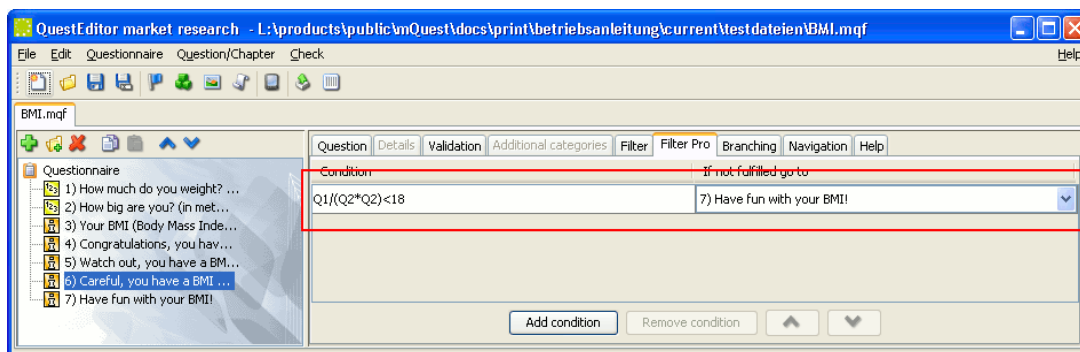 QuestEditor market research - L:\products\public\mQuest\docs\print\betriebsanleitung\current\testdateien\BMI.mqf
File Edit Questionnaire Question/Chapter Check Help
BMI.mqf
Question Details Validation Additional categories Filter Filter Pro Branching Navigation Help
Questionnaire
1) How much do you weight? ...
2) How big are you? (in met...
3) Your BMI (Body Mass Inde...
4) Congratulations, you hav...
5) Watch out, you have a BM...
6) Careful, you have a BMI ...
7) Have fun with your BMI!
Condition If not fulfilled go to
Q1/(Q2*Q2)<18 7) Have fun with your BMI!
Add condition Remove condition